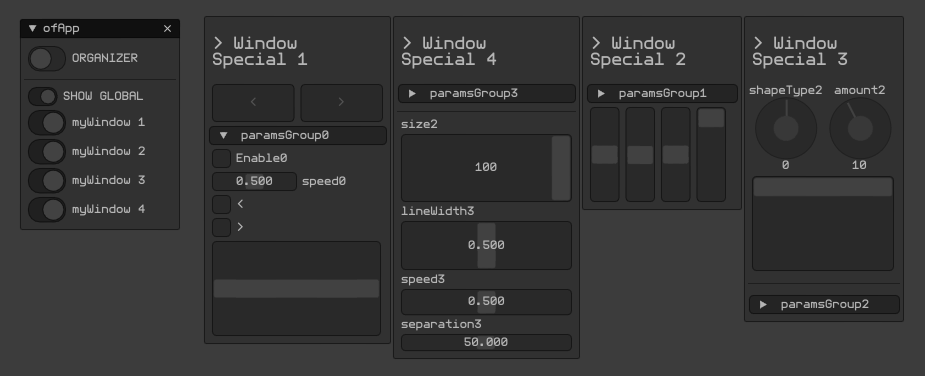 ofApp
ORGANIZER
SHOW GLOBAL
myWindow 1
myWindow 2
myWindow 3
myWindow 4
> Window
Special 1
<
>
paramsGroup0
Enable0
0.500 speed0
<
>
> Window
Special 4
paramsGroup3
size2
100
lineWidth3
0.500
speed3
0.500
separation3
50.000
> Window
Special 2
paramsGroup1
> Window
Special 3
shapeType2 amount2
0 10
paramsGroup2